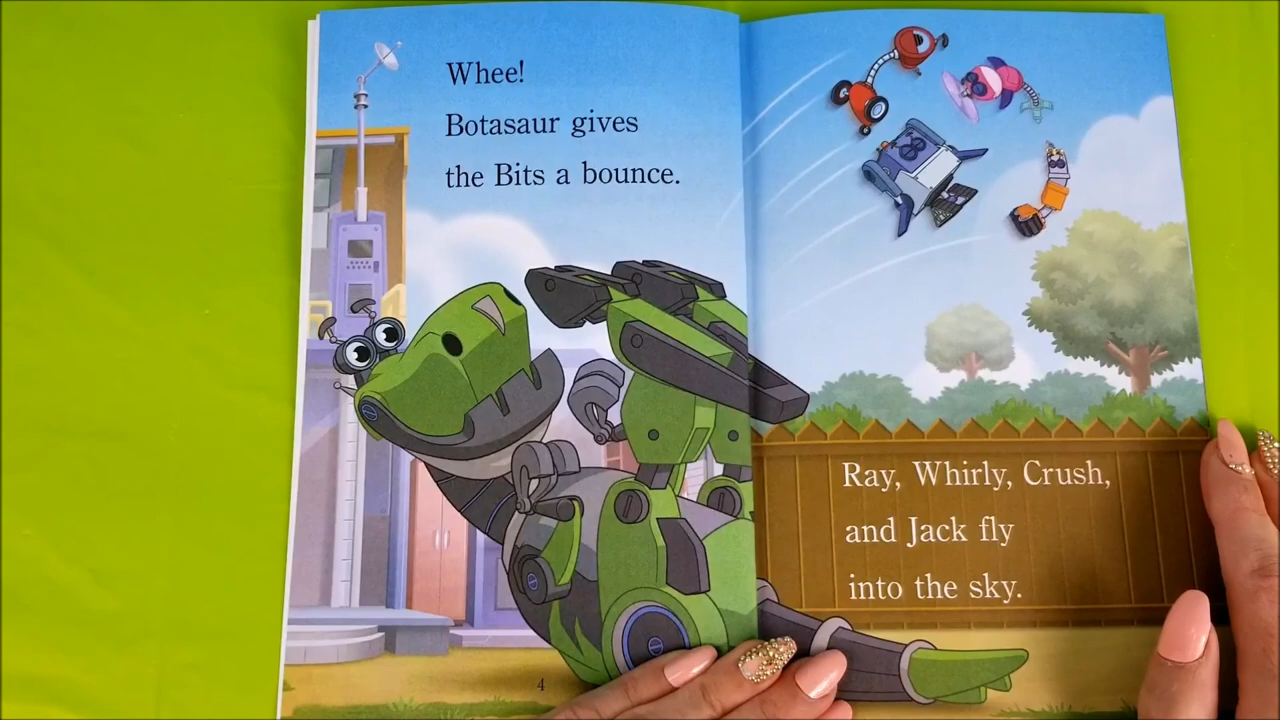 Whee!
Botasaur gives
the Bits a bounce.
4
Ray, Whirly, Crush,
and Jack fly
into the sky.